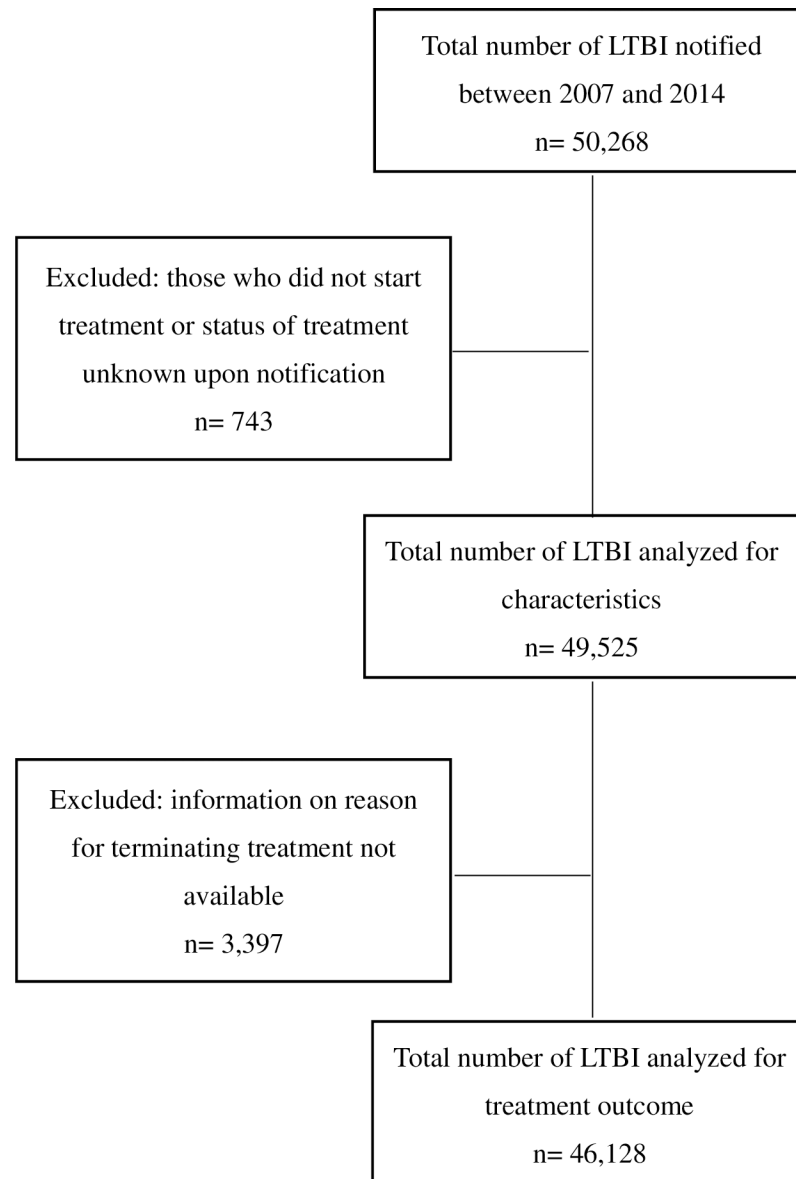 Total number of LTBI notified
between 2007 and 2014
n= 50,268
Excluded: those who did not start
treatment or status of treatment
unknown upon notification
n= 743
Total number of LTBI analyzed for
characteristics
n= 49,525
Excluded: information on reason
for terminating treatment not
available
n= 3,397
Total number of LTBI analyzed for
treatment outcome
n= 46,128